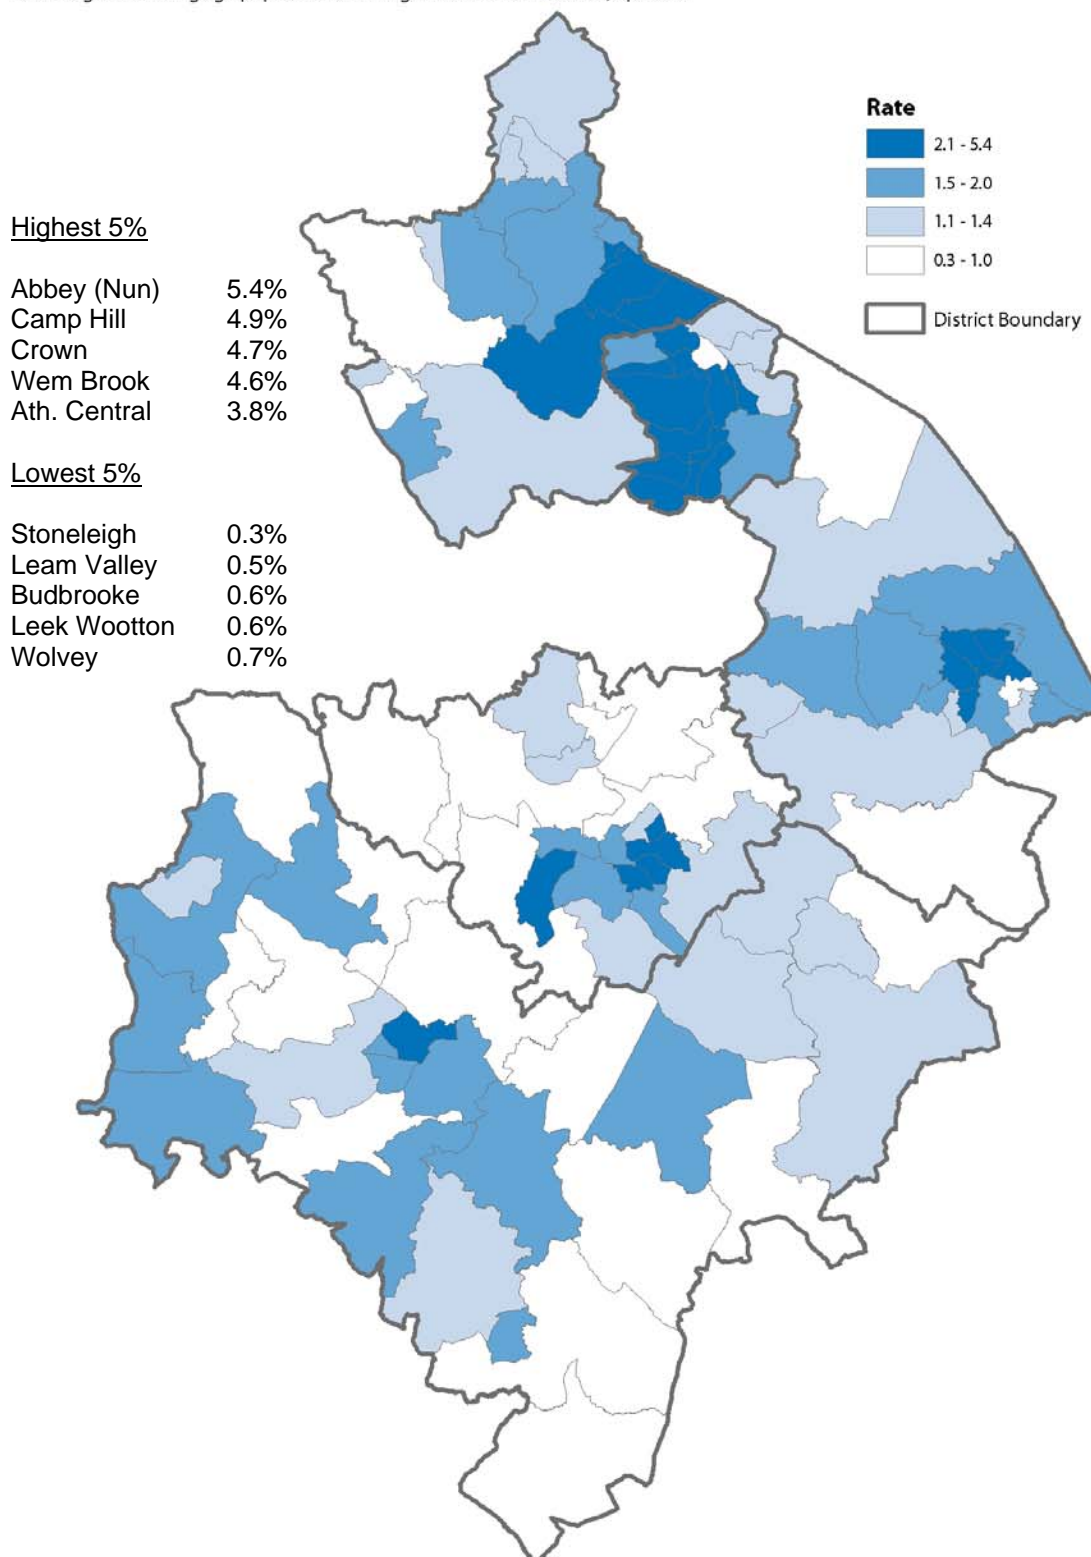 Rate
2.1 - 5.4
1.5 - 2.0
1.1 - 1.4
0.3 - 1.0
District Boundary
Highest 5%
Abbey (Nun) 5.4%
Camp Hill 4.9%
Crown 4.7%
Wem Brook 4.6%
Ath. Central 3.8%
Lowest 5%
Stoneleigh 0.3%
Leam Valley 0.5%
Budbrooke 0.6%
Leek Wootton 0.6%
Wolvey 0.7%